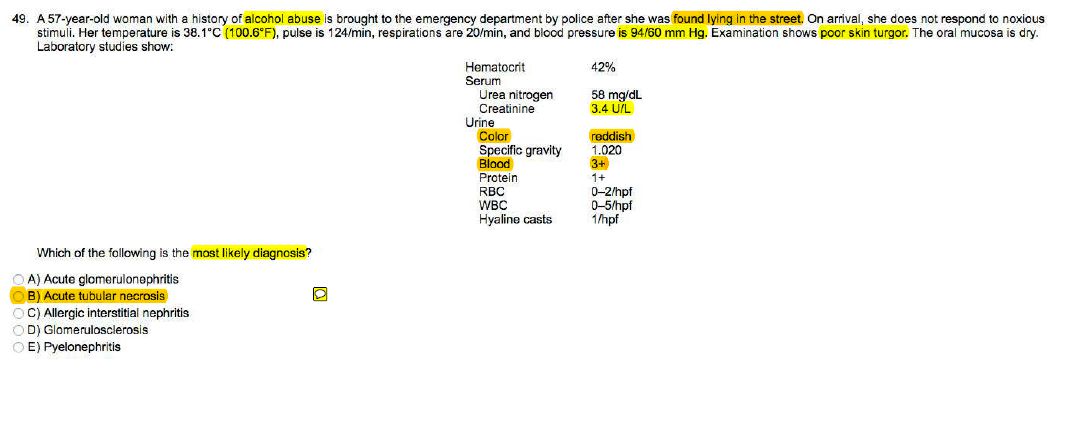 49. A 57-year-old woman with a history of alcohol abuse is brought to the emergency department by police after she was found lying in the street. On arrival, she does not respond to noxious
stimuli. Her temperature is 38.1°C (100.6°F), pulse is 124/min, respirations are 20/min, and blood pressure is 94/60 mm Hg. Examination shows poor skin turgor. The oral mucosa is dry.
Laboratory studies show:
Hematocrit 42%
Serum
Urea nitrogen 58 mg/dL
Creatinine 3.4 U/L
Urine
Color reddish
Specific gravity 1.020
Blood 3+
Protein 1+
RBC 0–2/hpf
WBC 0–5/hpf
Hyaline casts 1/hpf
Which of the following is the most likely diagnosis?
A) Acute glomerulonephritis
B) Acute tubular necrosis
C) Allergic interstitial nephritis
D) Glomerulosclerosis
E) Pyelonephritis